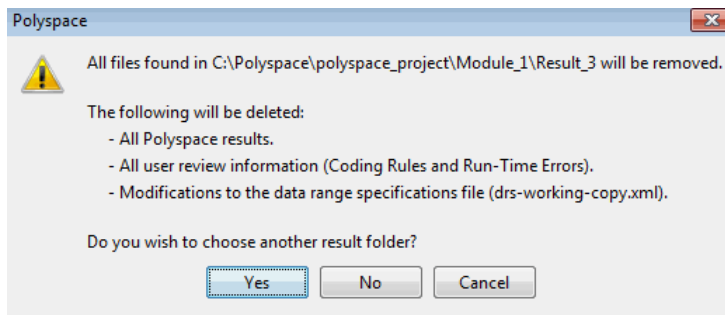 Polyspace
All files found in C:\Polyspace\polyspace_project\Module_1\Result_3 will be removed.
The following will be deleted:
- All Polyspace results.
- All user review information (Coding Rules and Run-Time Errors).
- Modifications to the data range specifications file (drs-working-copy.xml).
Do you wish to choose another result folder?
Yes No Cancel